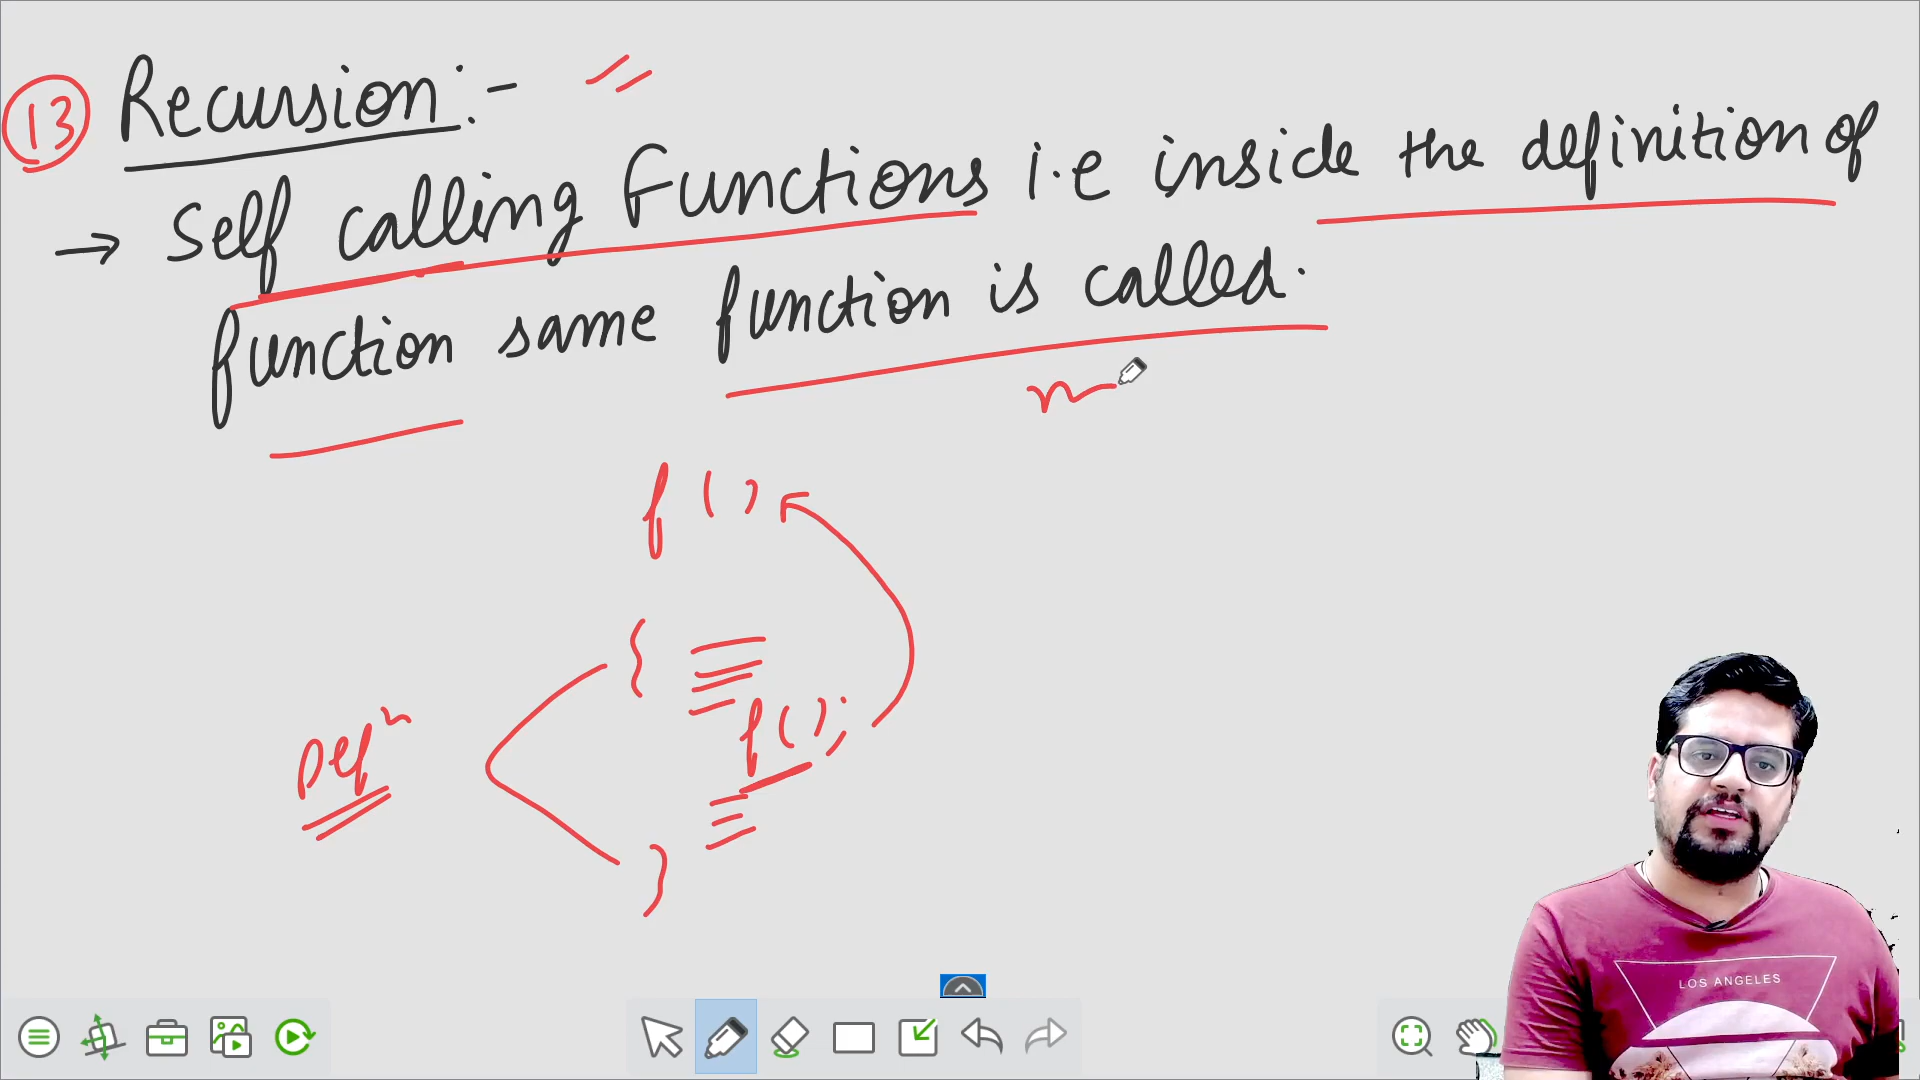 13 Recursion:-
→ Self calling Functions i.e inside the definition of
function same function is called.
f ( )
{
f ( );
Defⁿ
}
LOS ANGELES